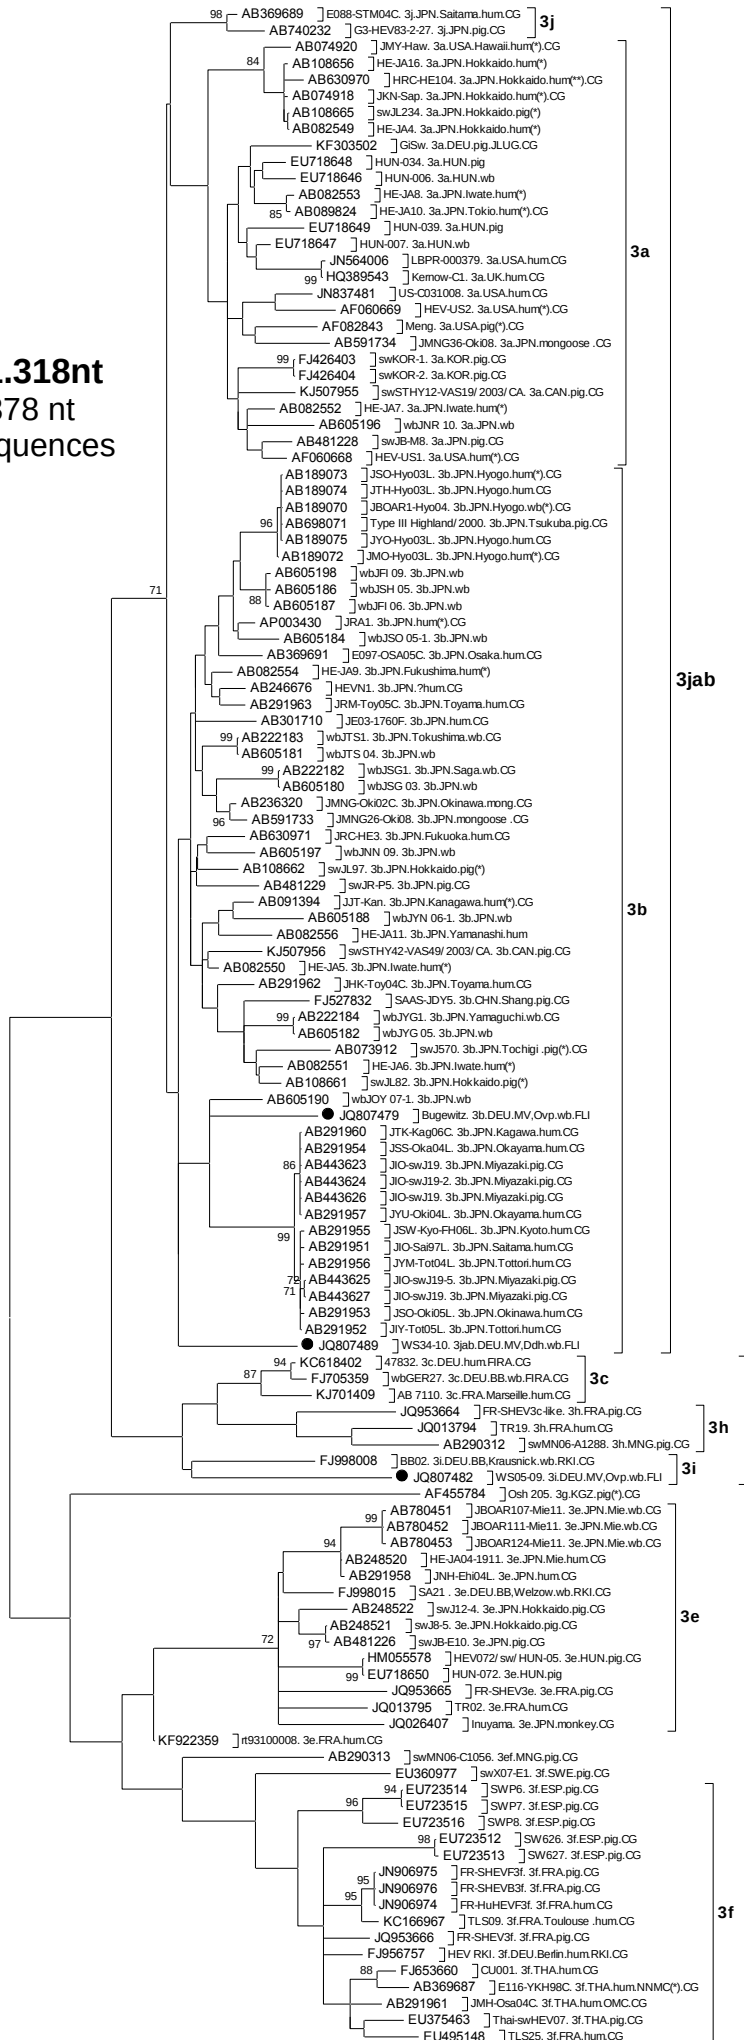 98 AB369689 E088-STM04C. 3j.JPN.Saitama.hum.CG
3j
AB740232 G3-HEV83-2-27. 3j.JPN.pig.CG
AB074920 JMY-Haw. 3a.USA.Hawaii.hum(*).CG
84 AB108656 HE-JA16. 3a.JPN.Hokkaido.hum(*)
AB630970 HRC-HE104. 3a.JPN.Hokkaido.hum(**).CG
AB074918 JKN-Sap. 3a.JPN.Hokkaido.hum(*).CG
AB108665 swJL234. 3a.JPN.Hokkaido.pig(*)
AB082549 HE-JA4. 3a.JPN.Hokkaido.hum(*)
KF303502 GiSw. 3a.DEU.pig.JLUG.CG
EU718648 HUN-034. 3a.HUN.pig
EU718646 HUN-006. 3a.HUN.wb
AB082553 HE-JA8. 3a.JPN.Iwate.hum(*)
85 AB089824 HE-JA10. 3a.JPN.Tokio.hum(*).CG
EU718649 HUN-039. 3a.HUN.pig
EU718647 HUN-007. 3a.HUN.wb
3a
JN564006 LBPR-000379. 3a.USA.hum.CG
99 HQ389543 Kernow-C1. 3a.UK.hum.CG
JN837481 US-C031008. 3a.USA.hum.CG
AF060669 HEV-US2. 3a.USA.hum(*).CG
AF082843 Meng. 3a.USA.pig(*).CG
AB591734 JMNG36-Oki08. 3a.JPN.mongoose .CG
99 FJ426403 swKOR-1. 3a.KOR.pig.CG
.318nt
FJ426404 swKOR-2. 3a.KOR.pig.CG
KJ507955 swSTHY12-VAS19/ 2003/ CA. 3a.CAN.pig.CG
378 nt
AB082552 HE-JA7. 3a.JPN.Iwate.hum(*)
AB605196 wbJNR 10. 3a.JPN.wb
quences
AB481228 swJB-M8. 3a.JPN.pig.CG
AF060668 HEV-US1. 3a.USA.hum(*).CG
AB189073 JSO-Hyo03L. 3b.JPN.Hyogo.hum(*).CG
AB189074 JTH-Hyo03L. 3b.JPN.Hyogo.hum.CG
AB189070 JBOAR1-Hyo04. 3b.JPN.Hyogo.wb(*).CG
96 AB698071 Type III Highland/ 2000. 3b.JPN.Tsukuba.pig.CG
AB189075 JYO-Hyo03L. 3b.JPN.Hyogo.hum.CG
AB189072 JMO-Hyo03L. 3b.JPN.Hyogo.hum(*).CG
AB605198 wbJFI 09. 3b.JPN.wb
71 AB605186 wbJSH 05. 3b.JPN.wb
88 AB605187 wbJFI 06. 3b.JPN.wb
AP003430 JRA1. 3b.JPN.hum(*).CG
AB605184 wbJSO 05-1. 3b.JPN.wb
AB369691 E097-OSA05C. 3b.JPN.Osaka.hum.CG
AB082554 HE-JA9. 3b.JPN.Fukushima.hum(*)
3jab
AB246676 HEVN1. 3b.JPN.?hum.CG
AB291963 JRM-Toy05C. 3b.JPN.Toyama.hum.CG
AB301710 JE03-1760F. 3b.JPN.hum.CG
99 AB222183 wbJTS1. 3b.JPN.Tokushima.wb.CG
AB605181 wbJTS 04. 3b.JPN.wb
99 AB222182 wbJSG1. 3b.JPN.Saga.wb.CG
AB605180 wbJSG 03. 3b.JPN.wb
AB236320 JMNG-Oki02C. 3b.JPN.Okinawa.mong.CG
96 AB591733 JMNG26-Oki08. 3b.JPN.mongoose .CG
AB630971 JRC-HE3. 3b.JPN.Fukuoka.hum.CG
AB605197 wbJNN 09. 3b.JPN.wb
AB108662 swJL97. 3b.JPN.Hokkaido.pig(*)
AB481229 swJR-P5. 3b.JPN.pig.CG
AB091394 JJT-Kan. 3b.JPN.Kanagawa.hum(*).CG
3b
AB605188 wbJYN 06-1. 3b.JPN.wb
AB082556 HE-JA11. 3b.JPN.Yamanashi.hum
KJ507956 swSTHY42-VAS49/ 2003/ CA. 3b.CAN.pig.CG
AB082550 HE-JA5. 3b.JPN.Iwate.hum(*)
AB291962 JHK-Toy04C. 3b.JPN.Toyama.hum.CG
FJ527832 SAAS-JDY5. 3b.CHN.Shang.pig.CG
99 AB222184 wbJYG1. 3b.JPN.Yamaguchi.wb.CG
AB605182 wbJYG 05. 3b.JPN.wb
AB073912 swJ570. 3b.JPN.Tochigi .pig(*).CG
AB082551 HE-JA6. 3b.JPN.Iwate.hum(*)
AB108661 swJL82. 3b.JPN.Hokkaido.pig(*)
AB605190 wbJOY 07-1. 3b.JPN.wb
JQ807479 Bugewitz. 3b.DEU.MV,Ovp.wb.FLI
AB291960 JTK-Kag06C. 3b.JPN.Kagawa.hum.CG
AB291954 JSS-Oka04L. 3b.JPN.Okayama.hum.CG
86 AB443623 JIO-swJ19. 3b.JPN.Miyazaki.pig.CG
AB443624 JIO-swJ19-2. 3b.JPN.Miyazaki.pig.CG
AB443626 JIO-swJ19. 3b.JPN.Miyazaki.pig.CG
AB291957 JYU-Oki04L. 3b.JPN.Okayama.hum.CG
99 AB291955 JSW-Kyo-FH06L. 3b.JPN.Kyoto.hum.CG
AB291951 JIO-Sai97L. 3b.JPN.Saitama.hum.CG
AB291956 JYM-Tot04L. 3b.JPN.Tottori.hum.CG
72 AB443625 JIO-swJ19-5. 3b.JPN.Miyazaki.pig.CG
71 AB443627 JIO-swJ19. 3b.JPN.Miyazaki.pig.CG
AB291953 JSO-Oki05L. 3b.JPN.Okinawa.hum.CG
AB291952 JIY-Tot05L. 3b.JPN.Tottori.hum.CG
JQ807489 WS34-10. 3jab.DEU.MV,Ddh.wb.FLI
94 KC618402 47832. 3c.DEU.hum.FIRA.CG
87 FJ705359 wbGER27. 3c.DEU.BB.wb.FIRA.CG
3c
KJ701409 AB 7110. 3c.FRA.Marseille.hum.CG
JQ953664 FR-SHEV3c-like. 3h.FRA.pig.CG
JQ013794 TR19. 3h.FRA.hum.CG
3h
AB290312 swMN06-A1288. 3h.MNG.pig.CG
FJ998008 BB02. 3i.DEU.BB,Krausnick.wb.RKI.CG
3i
JQ807482 WS05-09. 3i.DEU.MV,Ovp.wb.FLI
AF455784 Osh 205. 3g.KGZ.pig(*).CG
AB780451 JBOAR107-Mie11. 3e.JPN.Mie.wb.CG
99 AB780452 JBOAR111-Mie11. 3e.JPN.Mie.wb.CG
AB780453 JBOAR124-Mie11. 3e.JPN.Mie.wb.CG
94 AB248520 HE-JA04-1911. 3e.JPN.Mie.hum.CG
AB291958 JNH-Ehi04L. 3e.JPN.hum.CG
FJ998015 SA21 . 3e.DEU.BB,Welzow.wb.RKI.CG
AB248522 swJ12-4. 3e.JPN.Hokkaido.pig.CG
3e
AB248521 swJ8-5. 3e.JPN.Hokkaido.pig.CG
72 97 AB481226 swJB-E10. 3e.JPN.pig.CG
HM055578 HEV072/ sw/ HUN-05. 3e.HUN.pig.CG
99 EU718650 HUN-072. 3e.HUN.pig
JQ953665 FR-SHEV3e. 3e.FRA.pig.CG
JQ013795 TR02. 3e.FRA.hum.CG
JQ026407 Inuyama. 3e.JPN.monkey.CG
KF922359 rt93100008. 3e.FRA.hum.CG
AB290313 swMN06-C1056. 3ef.MNG.pig.CG
EU360977 swX07-E1. 3f.SWE.pig.CG
94 EU723514 SWP6. 3f.ESP.pig.CG
96 EU723515 SWP7. 3f.ESP.pig.CG
EU723516 SWP8. 3f.ESP.pig.CG
98 EU723512 SW626. 3f.ESP.pig.CG
EU723513 SW627. 3f.ESP.pig.CG
95 JN906975 FR-SHEVF3f. 3f.FRA.pig.CG
JN906976 FR-SHEVB3f. 3f.FRA.pig.CG
95 JN906974 FR-HuHEVF3f. 3f.FRA.hum.CG
3f
KC166967 TLS09. 3f.FRA.Toulouse .hum.CG
JQ953666 FR-SHEV3f. 3f.FRA.pig.CG
FJ956757 HEV RKI. 3f.DEU.Berlin.hum.RKI.CG
88 FJ653660 CU001. 3f.THA.hum.CG
AB369687 E116-YKH98C. 3f.THA.hum.NNMC(*).CG
AB291961 JMH-Osa04C. 3f.THA.hum.OMC.CG
EU375463 Thai-swHEV07. 3f.THA.pig.CG
EU495148 TLS25. 3f.FRA.hum.CG